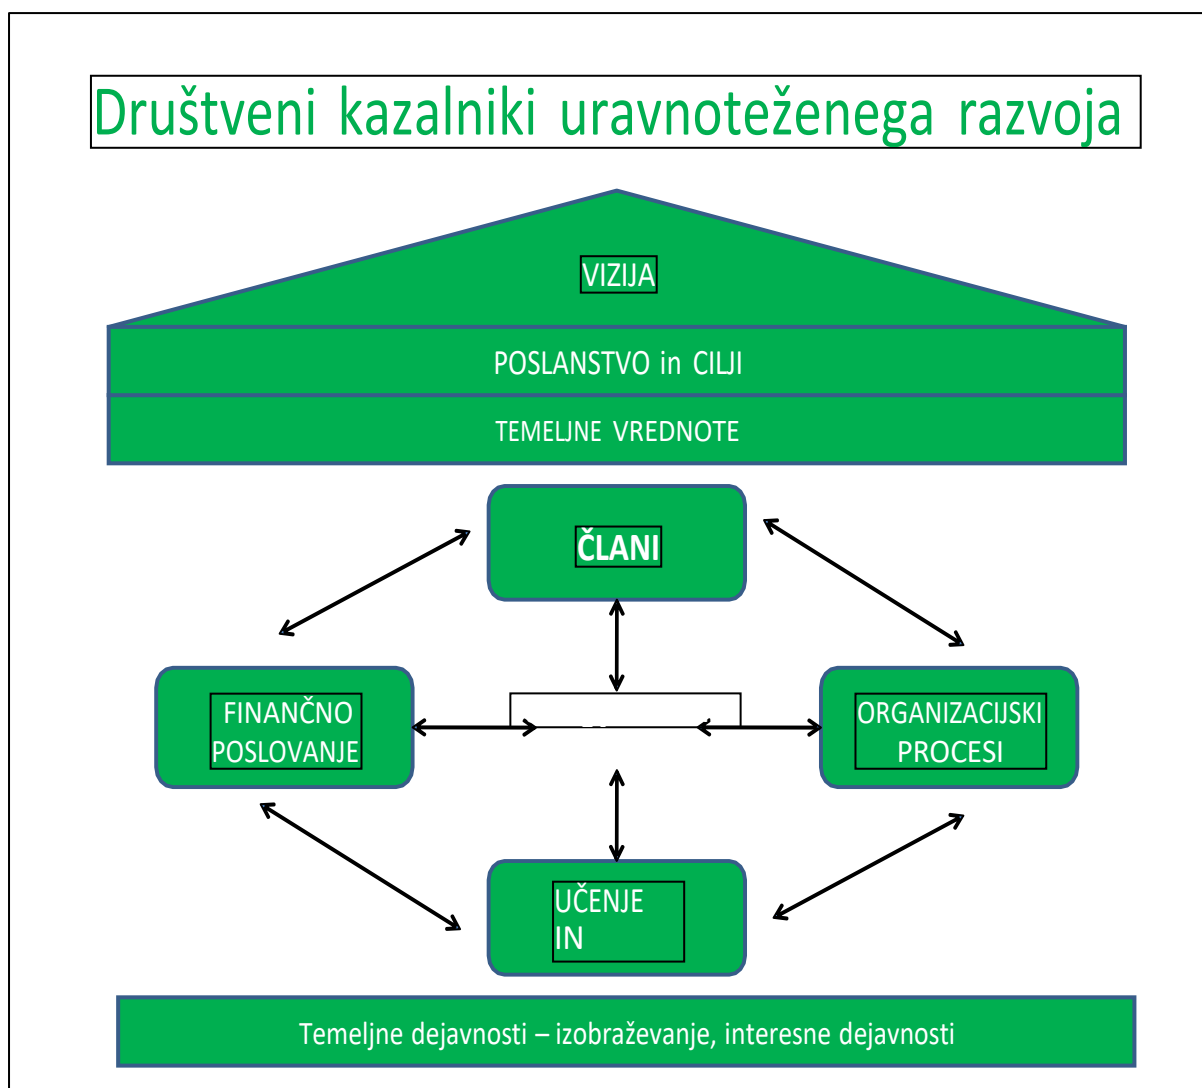 Društveni kazalniki uravnoteženega razvoja
VIZIJA
POSLANSTVO in CILJI
TEMELJNE VREDNOTE
ČLANI
FINANČNO
POSLOVANJE
ORGANIZACIJSKI
PROCESI
UČENJE
IN
Temeljne dejavnosti – izobraževanje, interesne dejavnosti